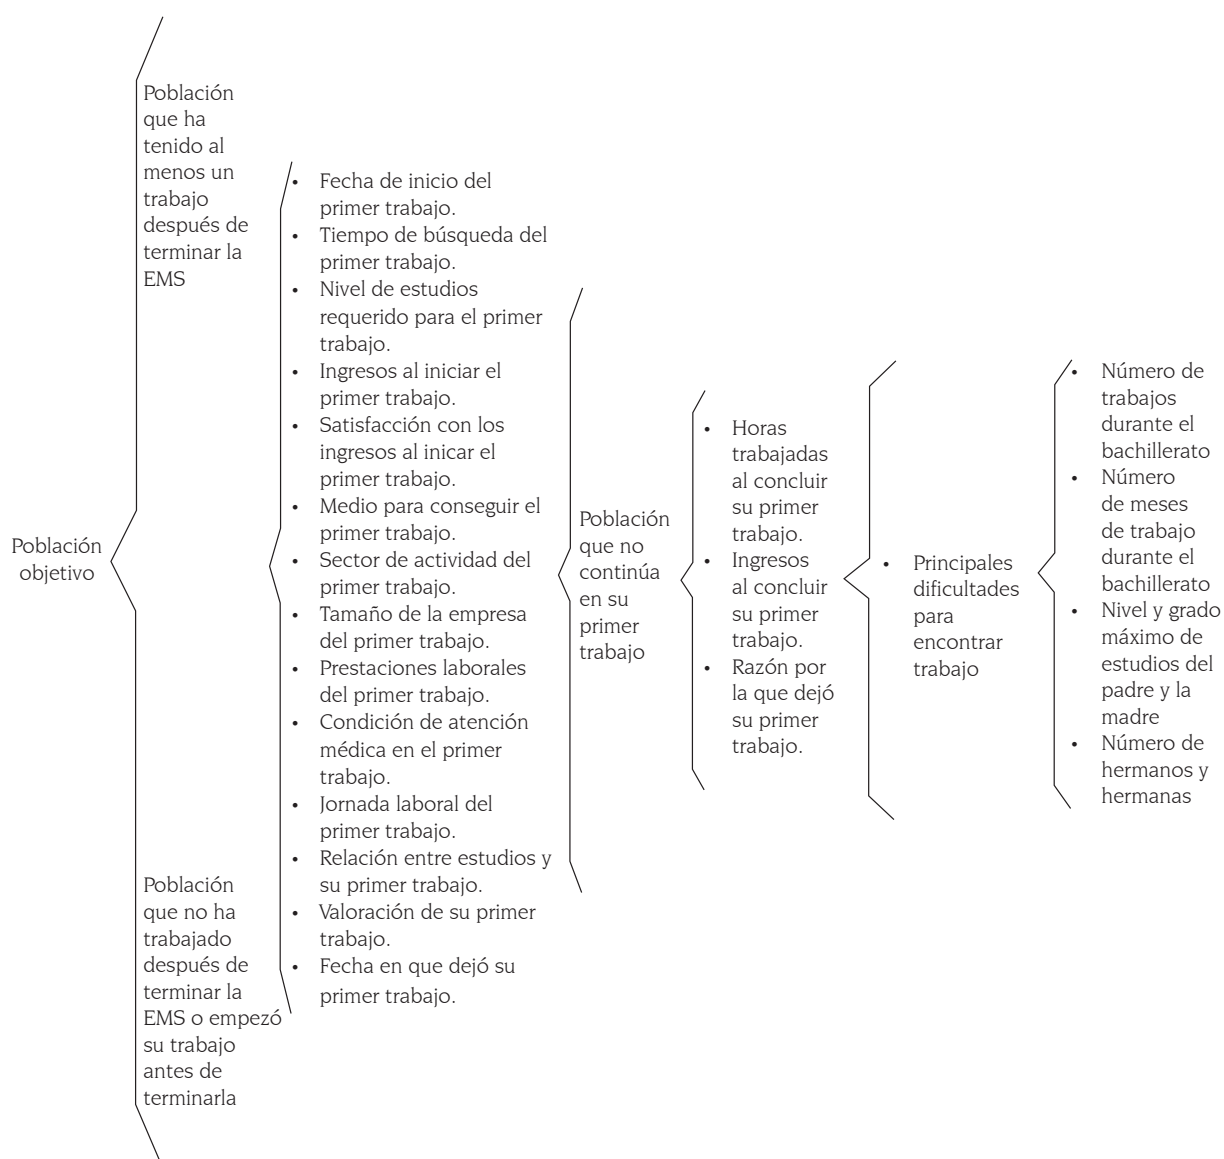 Población
objetivo
Población
que ha
tenido al
menos un
trabajo
después de
terminar la
EMS
Población
que no ha
trabajado
después de
terminar la
EMS o empezó
su trabajo
antes de
terminarla
• Fecha de inicio del
primer trabajo.
• Tiempo de búsqueda del
primer trabajo.
• Nivel de estudios
requerido para el primer
trabajo.
• Ingresos al iniciar el
primer trabajo.
• Satisfacción con los
ingresos al inicar el
primer trabajo.
• Medio para conseguir el
primer trabajo.
• Sector de actividad del
primer trabajo.
• Tamaño de la empresa
del primer trabajo.
• Prestaciones laborales
del primer trabajo.
• Condición de atención
médica en el primer
trabajo.
• Jornada laboral del
primer trabajo.
• Relación entre estudios y
su primer trabajo.
• Valoración de su primer
trabajo.
• Fecha en que dejó su
primer trabajo.
Población
que no
continúa
en su
primer
trabajo
• Horas
trabajadas
al concluir
su primer
trabajo.
• Ingresos
al concluir
su primer
trabajo.
• Razón por
la que dejó
su primer
trabajo.
• Principales
dificultades
para
encontrar
trabajo
• Número de
trabajos
durante el
bachillerato
• Número
de meses
de trabajo
durante el
bachillerato
• Nivel y grado
máximo de
estudios del
padre y la
madre
• Número de
hermanos y
hermanas